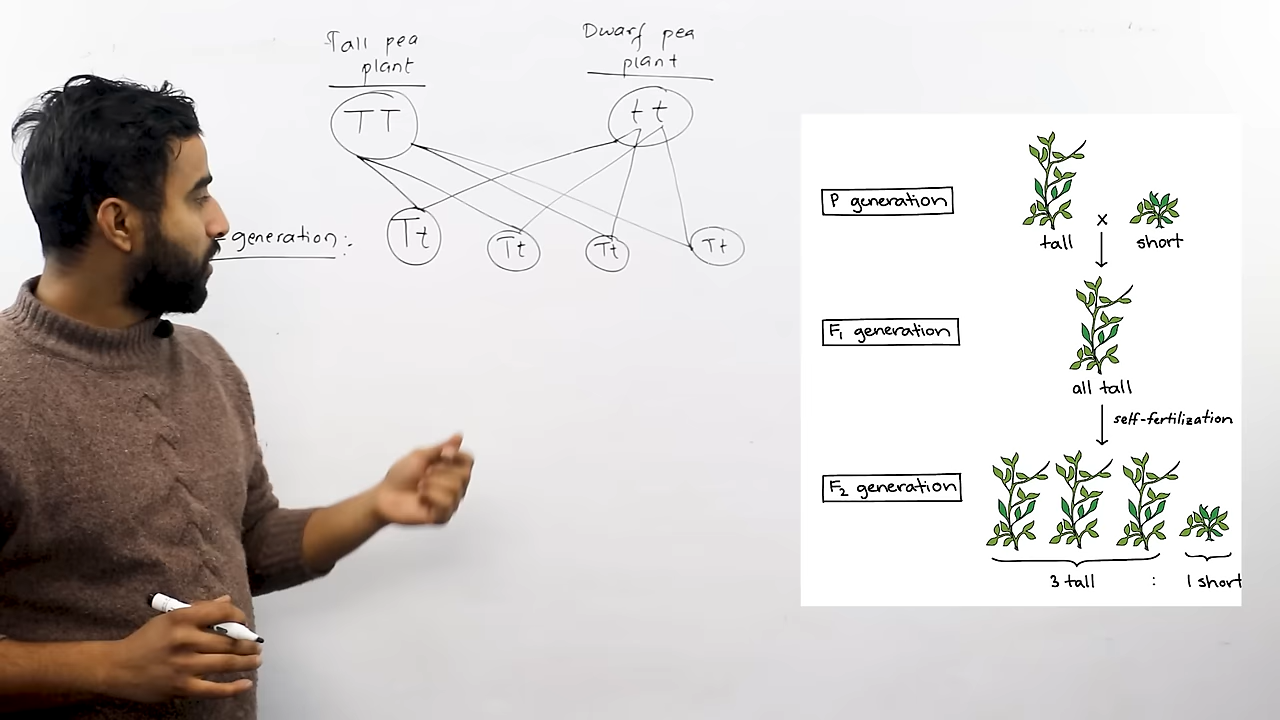 Tall pea
plant
Dwarf pea
plant
TT
tt
generation:
Tt
Tt
Tt
Tt
P generation
tall
x
short
F₁ generation
all tall
self-fertilization
F₂ generation
3 tall : 1 short